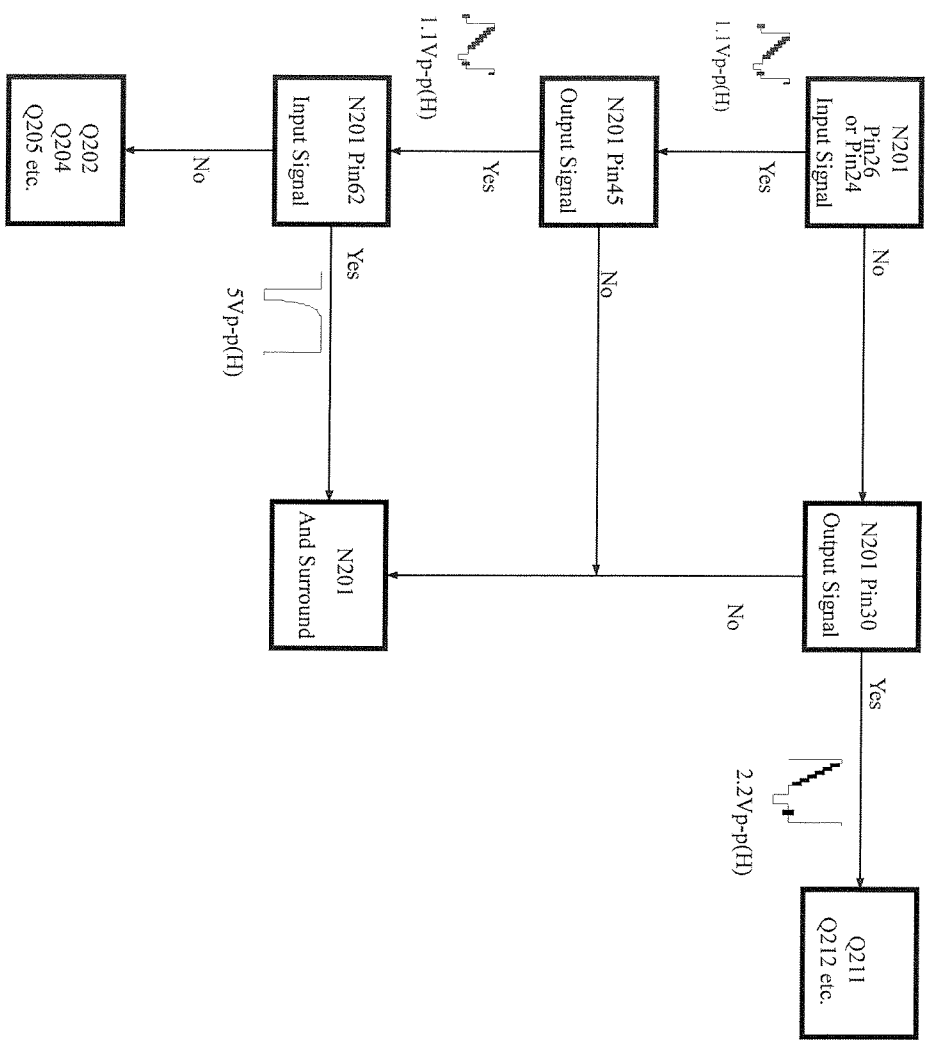 N201
Pin26
or Pin24
Input Signal
No
N201 Pin30
Output Signal
Yes
2.2Vp-p(H)
Q211
Q212 etc.
1.1Vp-p(H)
Yes
No
N201 Pin45
Output Signal
No
1.1Vp-p(H)
Yes
N201 Pin62
Input Signal
Yes
5Vp-p(H)
N201
And Surround
No
Q202
Q204
Q205 etc.